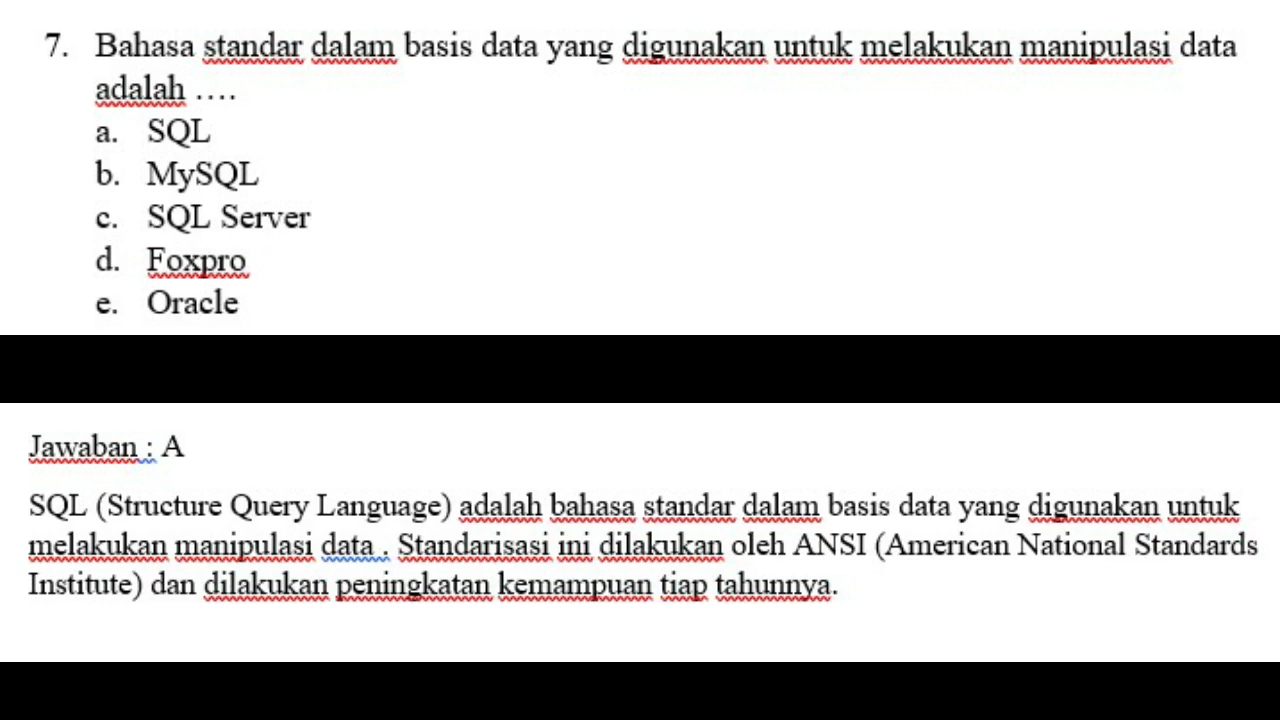 7. Bahasa standar dalam basis data yang digunakan untuk melakukan manipulasi data
adalah ….
a. SQL
b. MySQL
c. SQL Server
d. Foxpro
e. Oracle
Jawaban : A
SQL (Structure Query Language) adalah bahasa standar dalam basis data yang digunakan untuk
melakukan manipulasi data . Standarisasi ini dilakukan oleh ANSI (American National Standards
Institute) dan dilakukan peningkatan kemampuan tiap tahunnya.